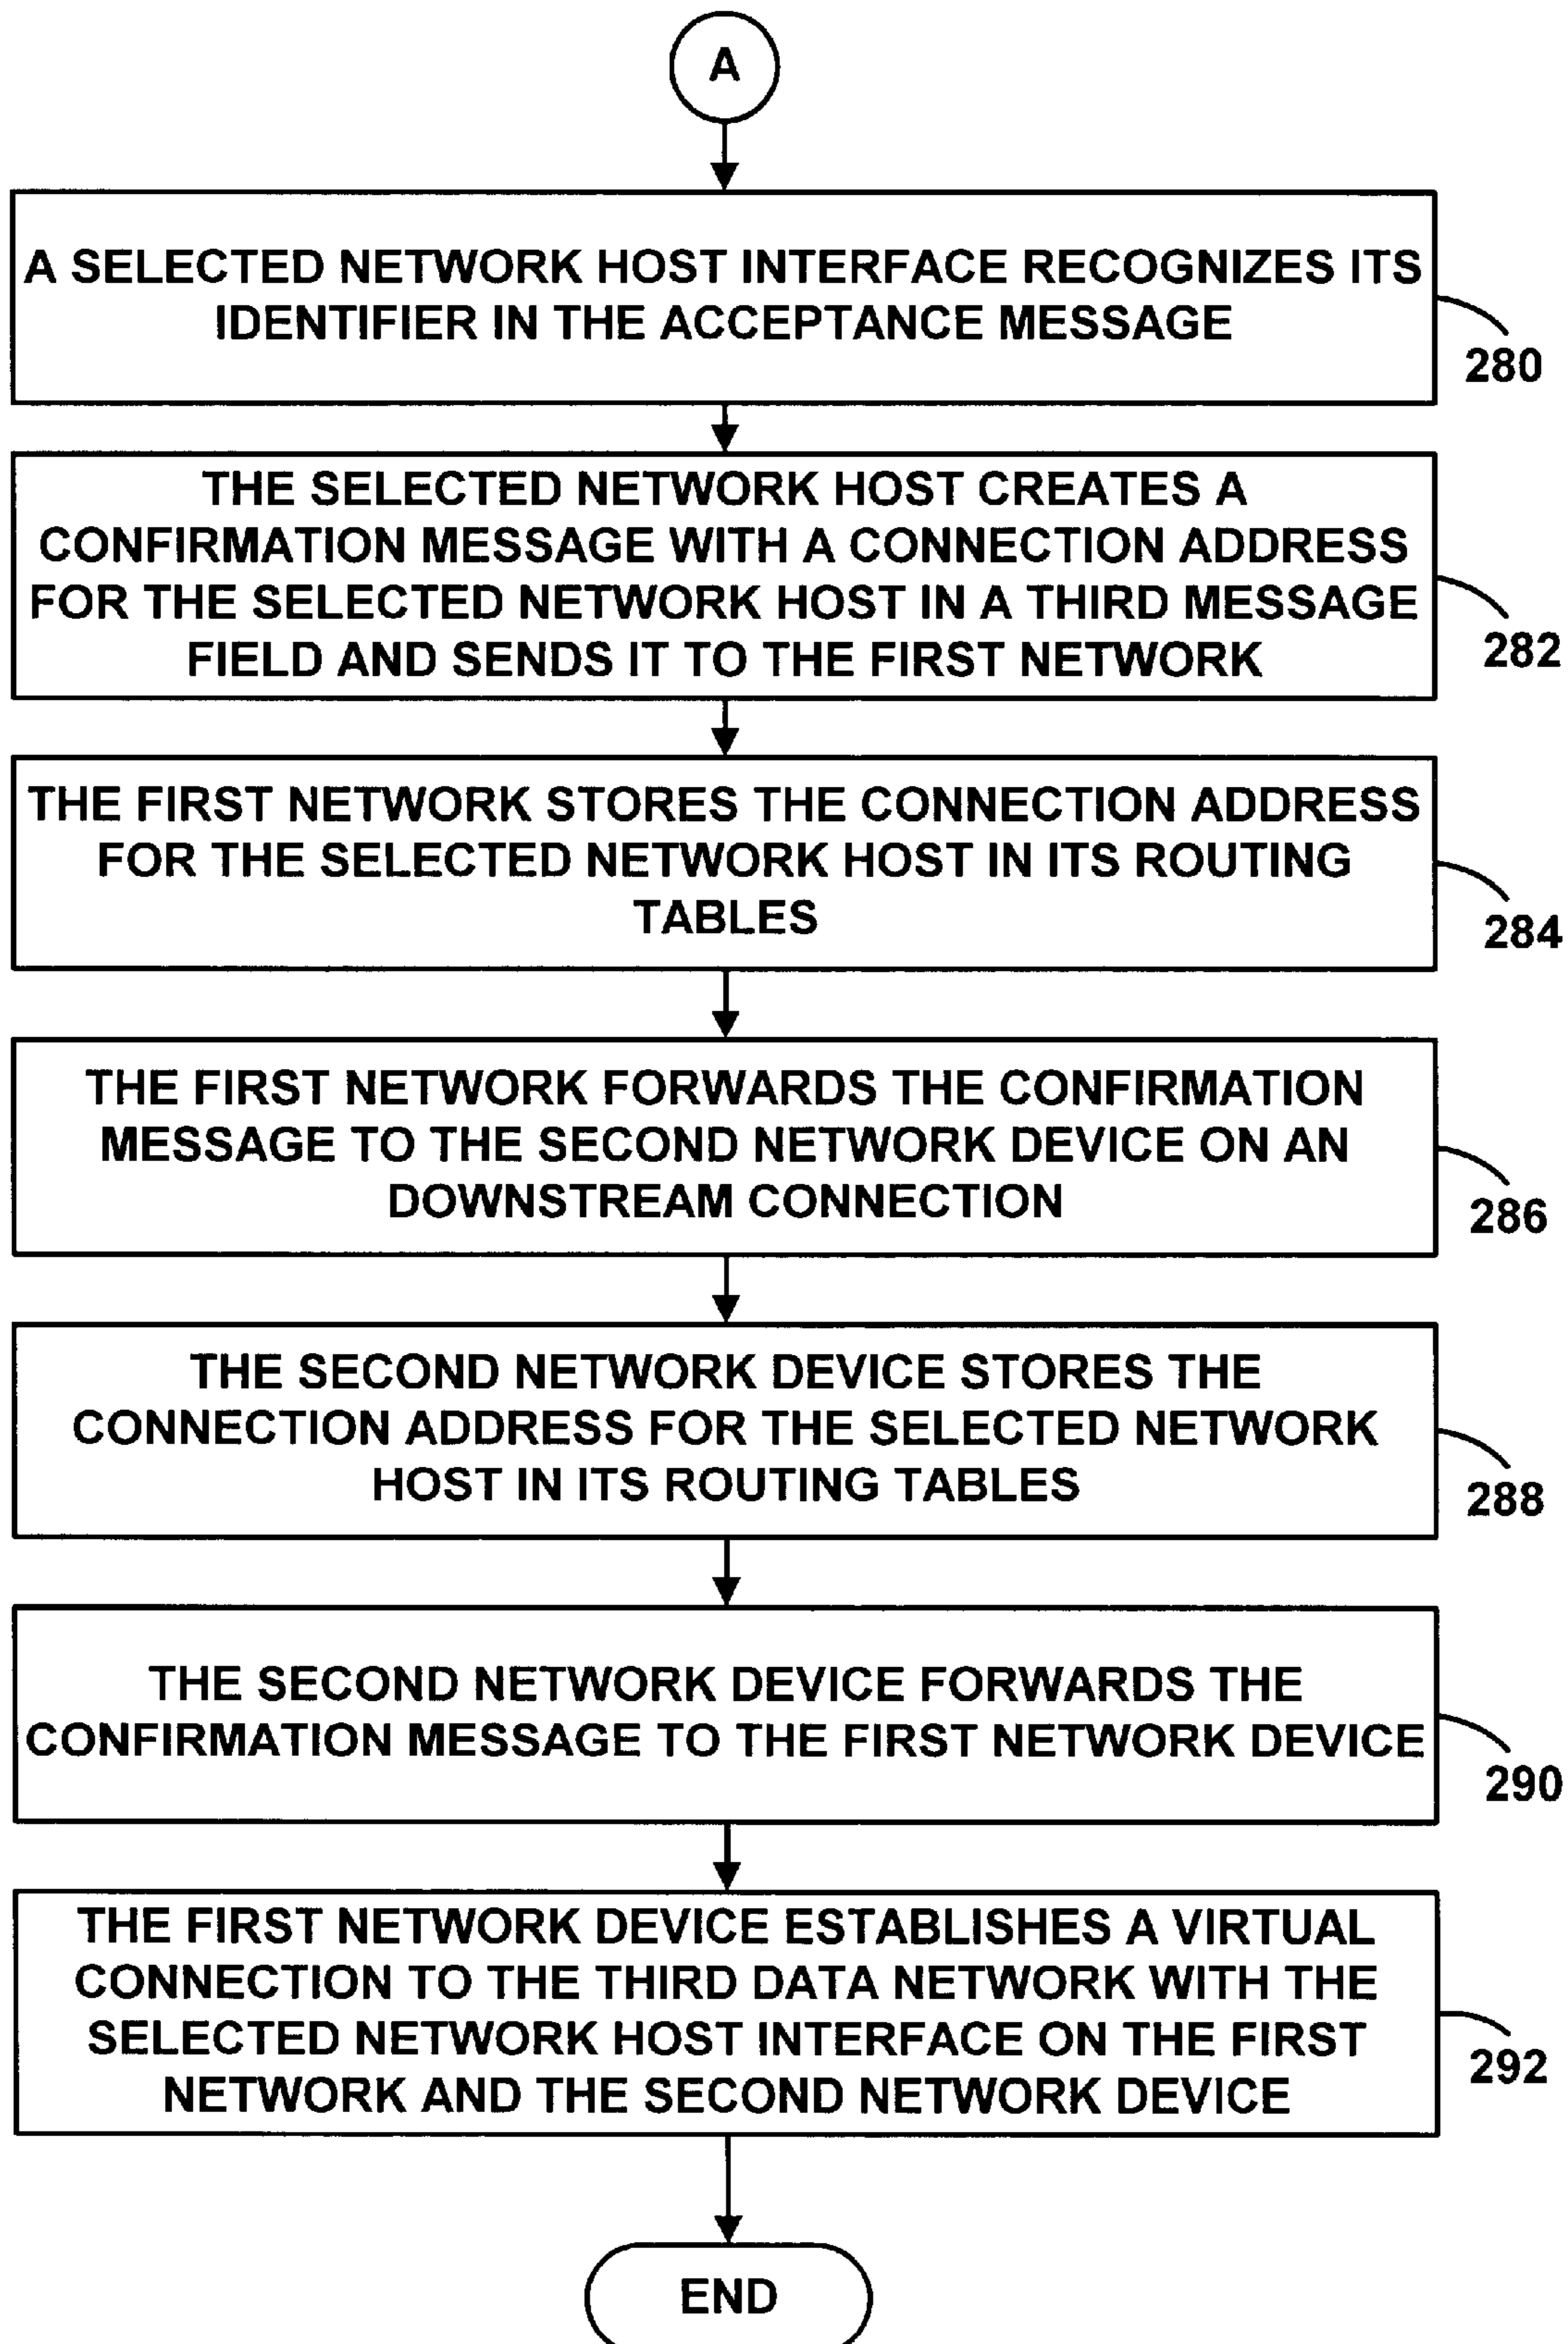 A
A SELECTED NETWORK HOST INTERFACE RECOGNIZES ITS
IDENTIFIER IN THE ACCEPTANCE MESSAGE
280
THE SELECTED NETWORK HOST CREATES A
CONFIRMATION MESSAGE WITH A CONNECTION ADDRESS
FOR THE SELECTED NETWORK HOST IN A THIRD MESSAGE
FIELD AND SENDS IT TO THE FIRST NETWORK
282
THE FIRST NETWORK STORES THE CONNECTION ADDRESS
FOR THE SELECTED NETWORK HOST IN ITS ROUTING
TABLES
284
THE FIRST NETWORK FORWARDS THE CONFIRMATION
MESSAGE TO THE SECOND NETWORK DEVICE ON AN
DOWNSTREAM CONNECTION
286
THE SECOND NETWORK DEVICE STORES THE
CONNECTION ADDRESS FOR THE SELECTED NETWORK
HOST IN ITS ROUTING TABLES
288
THE SECOND NETWORK DEVICE FORWARDS THE
CONFIRMATION MESSAGE TO THE FIRST NETWORK DEVICE
290
THE FIRST NETWORK DEVICE ESTABLISHES A VIRTUAL
CONNECTION TO THE THIRD DATA NETWORK WITH THE
SELECTED NETWORK HOST INTERFACE ON THE FIRST
NETWORK AND THE SECOND NETWORK DEVICE
292
END